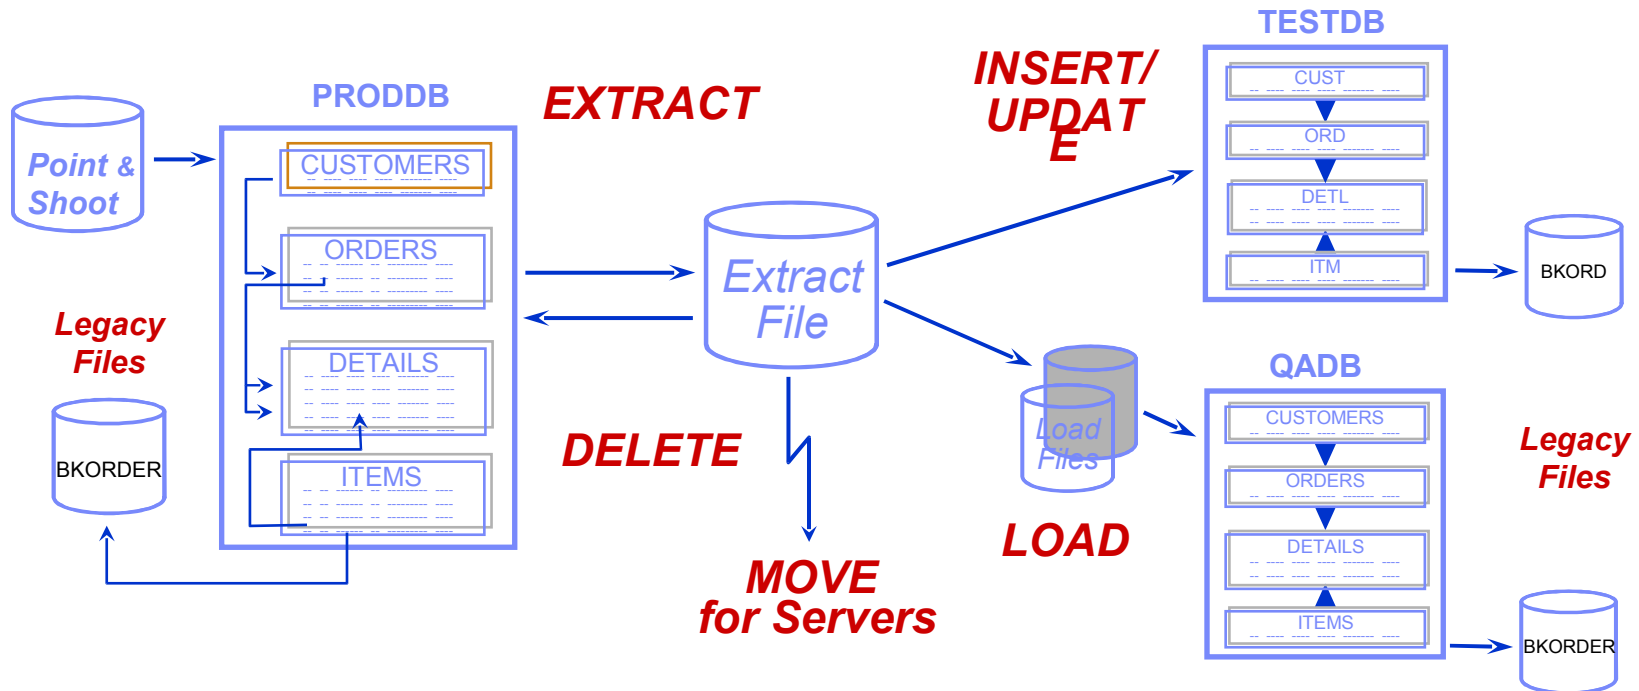 Point &
Shoot
PRODDB
CUSTOMERS
ORDERS
DETAILS
ITEMS
Legacy
Files
BKORDER
EXTRACT
DELETE
Extract
File
MOVE
for Servers
INSERT/
UPDAT
E
LOAD
Load
Files
TESTDB
CUST
ORD
DETL
ITM
BKORD
QADB
CUSTOMERS
ORDERS
DETAILS
ITEMS
Legacy
Files
BKORDER